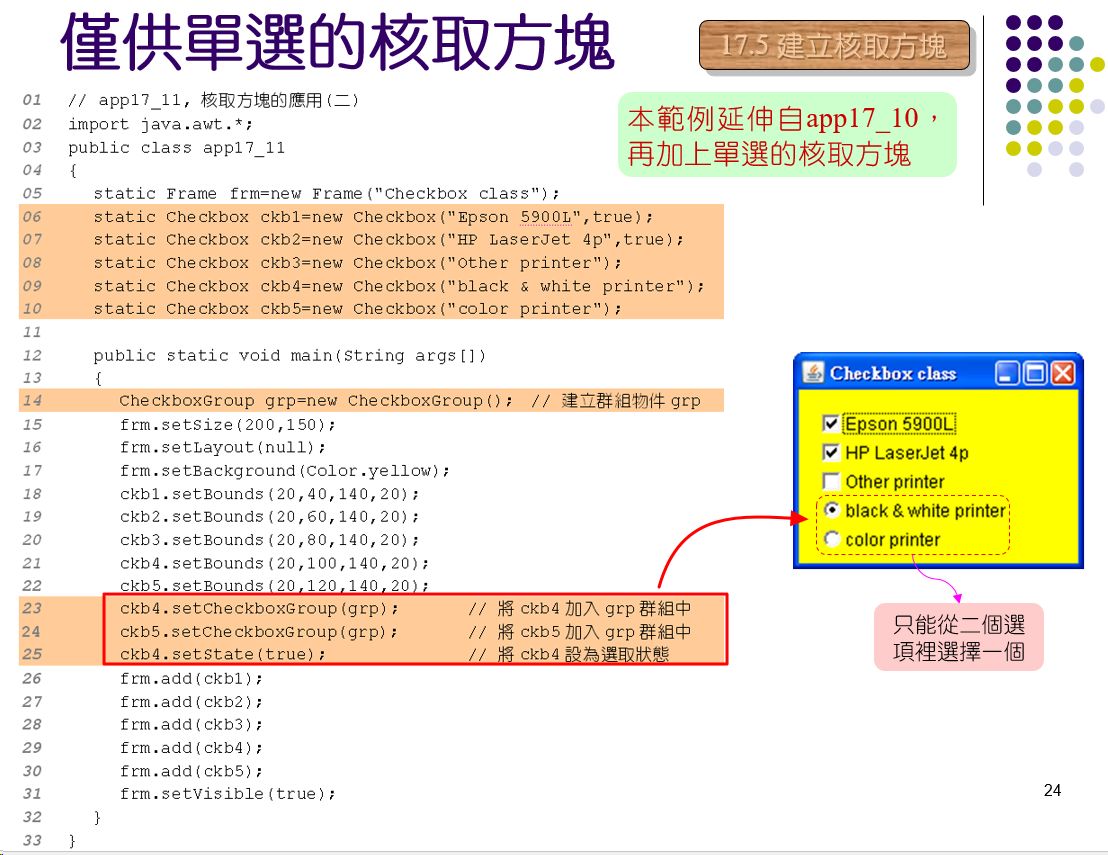 僅供單選的核取方塊
17.5 建立核取方塊
本範例延伸自app17_10，
再加上單選的核取方塊
01 // app17_11, 核取方塊的應用(二)
02 import java.awt.*;
03 public class app17_11
04 {
05 static Frame frm=new Frame("Checkbox class");
06 static Checkbox ckb1=new Checkbox("Epson 5900L",true);
07 static Checkbox ckb2=new Checkbox("HP LaserJet 4p",true);
08 static Checkbox ckb3=new Checkbox("Other printer");
09 static Checkbox ckb4=new Checkbox("black & white printer");
10 static Checkbox ckb5=new Checkbox("color printer");
11
12 public static void main(String args[])
13 {
14 CheckboxGroup grp=new CheckboxGroup(); // 建立群組物件 grp
15 frm.setSize(200,150);
16 frm.setLayout(null);
17 frm.setBackground(Color.yellow);
18 ckb1.setBounds(20,40,140,20);
19 ckb2.setBounds(20,60,140,20);
20 ckb3.setBounds(20,80,140,20);
21 ckb4.setBounds(20,100,140,20);
22 ckb5.setBounds(20,120,140,20);
23 ckb4.setCheckboxGroup(grp); // 將 ckb4 加入 grp 群組中
24 ckb5.setCheckboxGroup(grp); // 將 ckb5 加入 grp 群組中
25 ckb4.setState(true); // 將 ckb4 設為選取狀態
26 frm.add(ckb1);
27 frm.add(ckb2);
28 frm.add(ckb3);
29 frm.add(ckb4);
30 frm.add(ckb5);
31 frm.setVisible(true);
32 }
33 }
Checkbox class
Epson 5900L
HP LaserJet 4p
Other printer
black & white printer
color printer
只能從二個選
項裡選擇一個
24